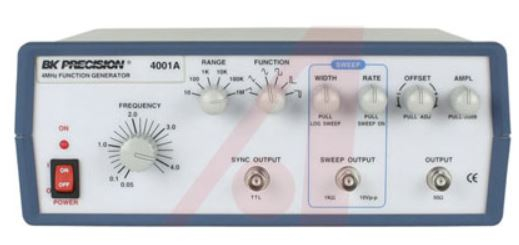 BK PRECISION ® 4001A
4MHz FUNCTION GENERATOR
RANGE
1K 10K
100 100K
10 1M
FUNCTION
SWEEP
WIDTH RATE
PULL LOG SWEEP
PULL SWEEP ON
OFFSET
PULL ADJ
AMPL
FREQUENCY
2.0
1.0 3.0
0.1 4.0
0.05
ON
ON
OFF
POWER
SYNC OUTPUT
TTL
SWEEP OUTPUT
1KΩ 10Vp-p
OUTPUT
50Ω
CE